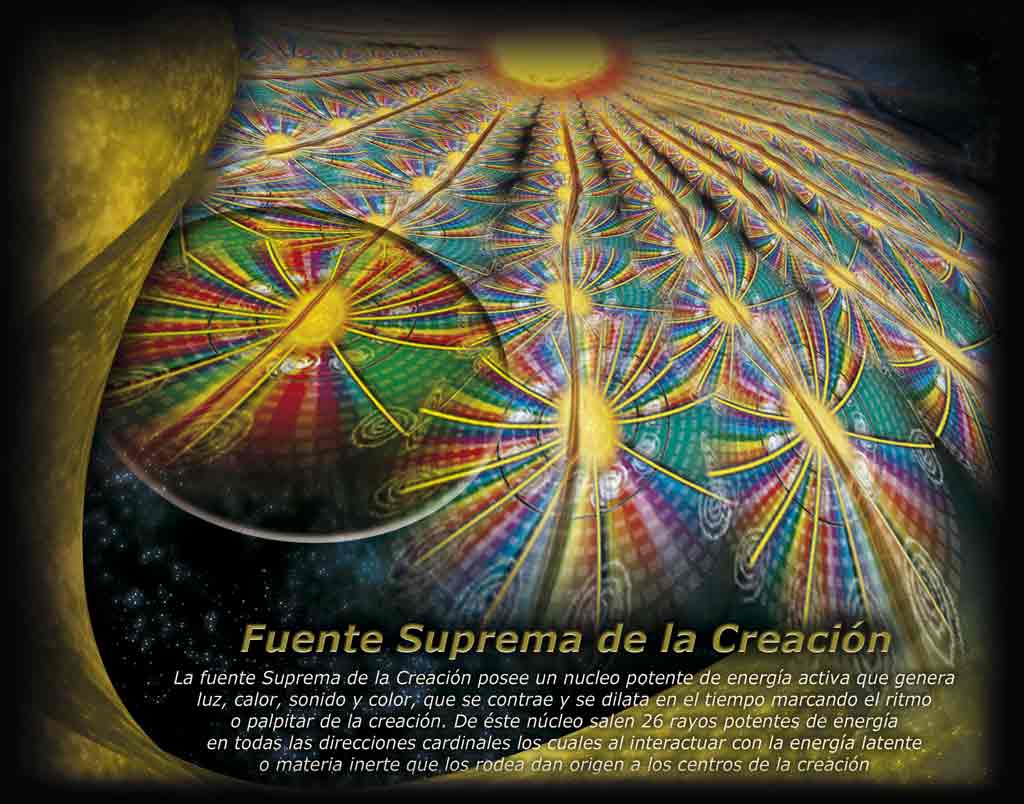 Fuente Suprema de la Creación
La fuente Suprema de la Creación posee un nucleo potente de energía activa que genera
luz, calor, sonido y color, que se contrae y se dilata en el tiempo marcando el ritmo
o palpitar de la creación. De éste núcleo salen 26 rayos potentes de energía
en todas las direcciones cardinales los cuales al interactuar con la energía latente
o materia inerte que los rodea dan origen a los centros de la creación